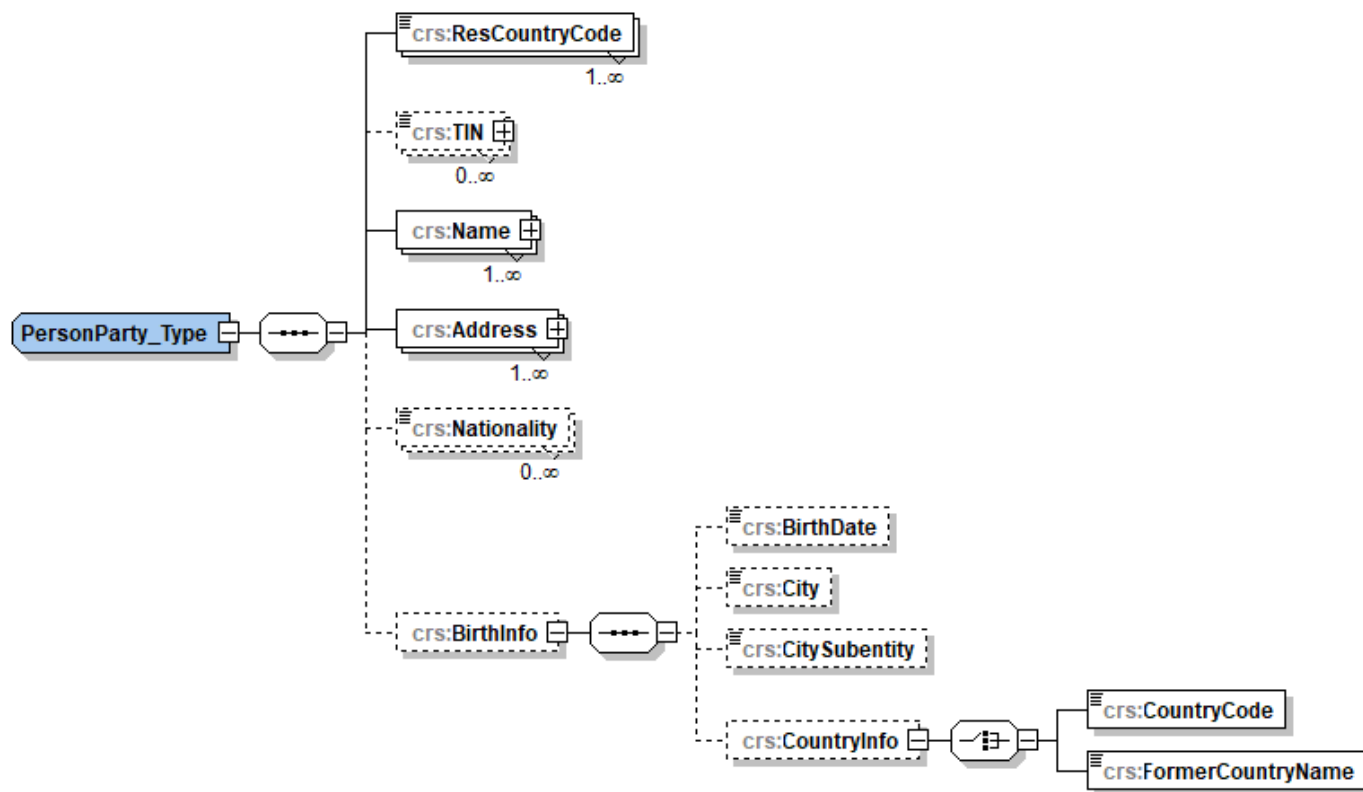 crs:ResCountryCode
1..∞
crs:TIN
0..∞
crs:Name
1..∞
PersonParty_Type
crs:Address
1..∞
crs:Nationality
0..∞
crs:BirthDate
crs:City
crs:BirthInfo
crs:CitySubentity
crs:CountryCode
crs:CountryInfo
crs:FormerCountryName